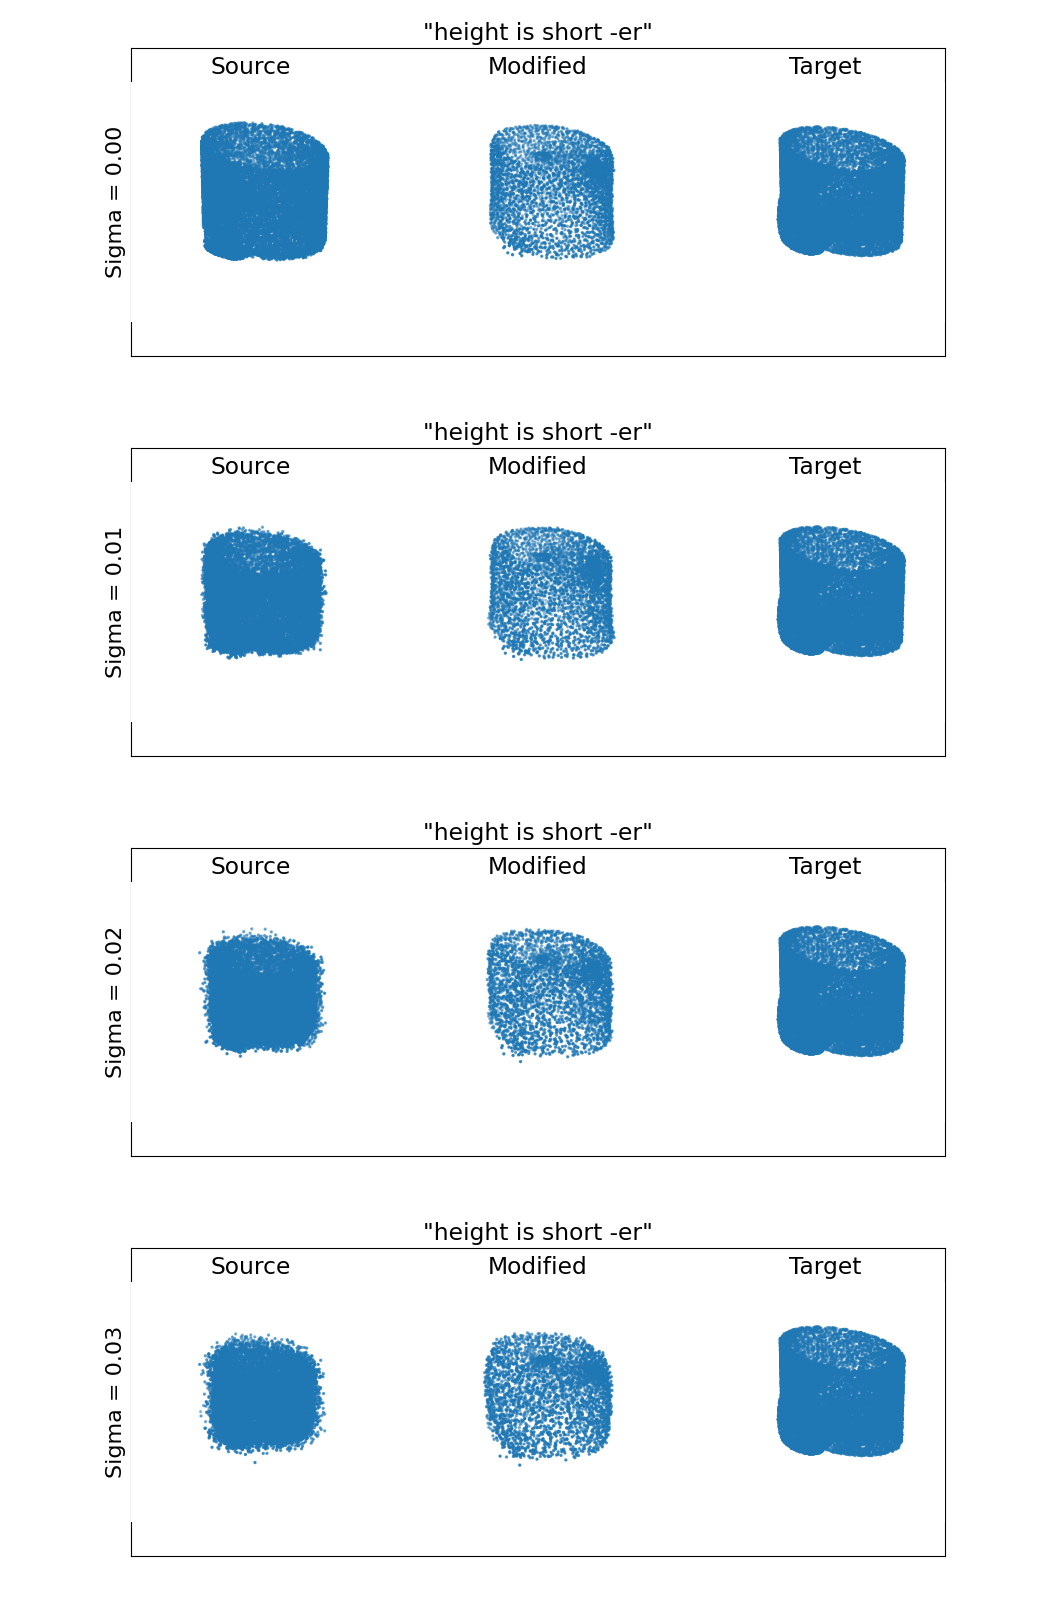 "height is short -er"
Source Modified Target
Sigma = 0.00
"height is short -er"
Source Modified Target
Sigma = 0.01
"height is short -er"
Source Modified Target
Sigma = 0.02
"height is short -er"
Source Modified Target
Sigma = 0.03